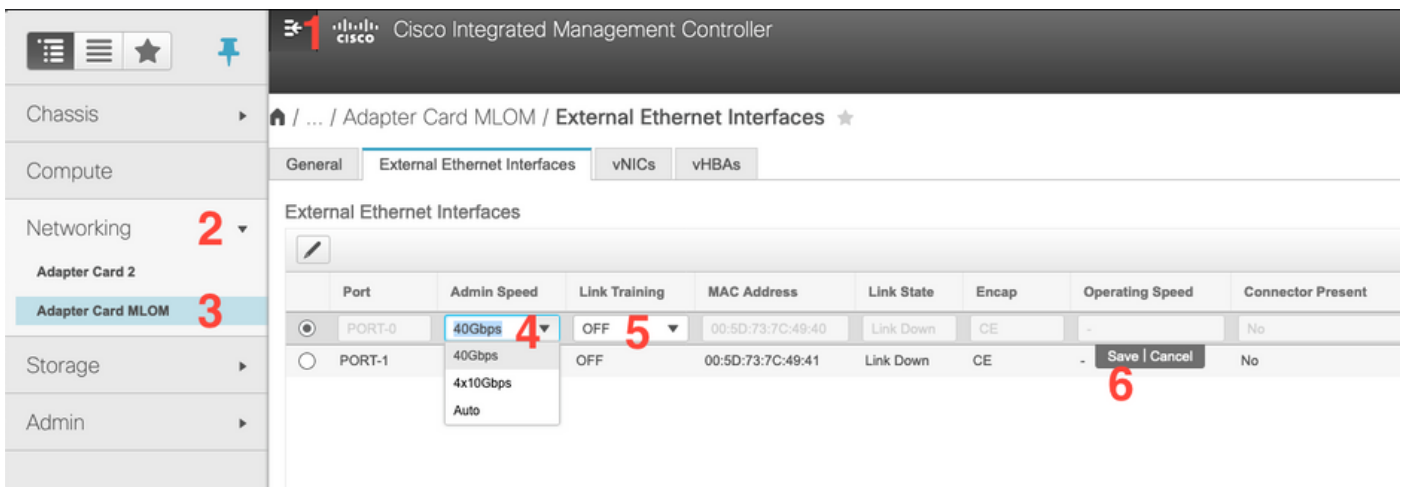 1 cisco Cisco Integrated Management Controller
Chassis
Compute
Networking 2
Adapter Card 2
Adapter Card MLOM 3
Storage
Admin
/ ... / Adapter Card MLOM / External Ethernet Interfaces
General External Ethernet Interfaces vNICs vHBAs
External Ethernet Interfaces
Port Admin Speed Link Training MAC Address Link State Encap Operating Speed Connector Present
PORT-0 40Gbps 4 OFF 5 00:5D:73:7C:49:40 Link Down CE - No
PORT-1 40Gbps OFF 00:5D:73:7C:49:41 Link Down CE - Save | Cancel No
4x10Gbps 6
Auto